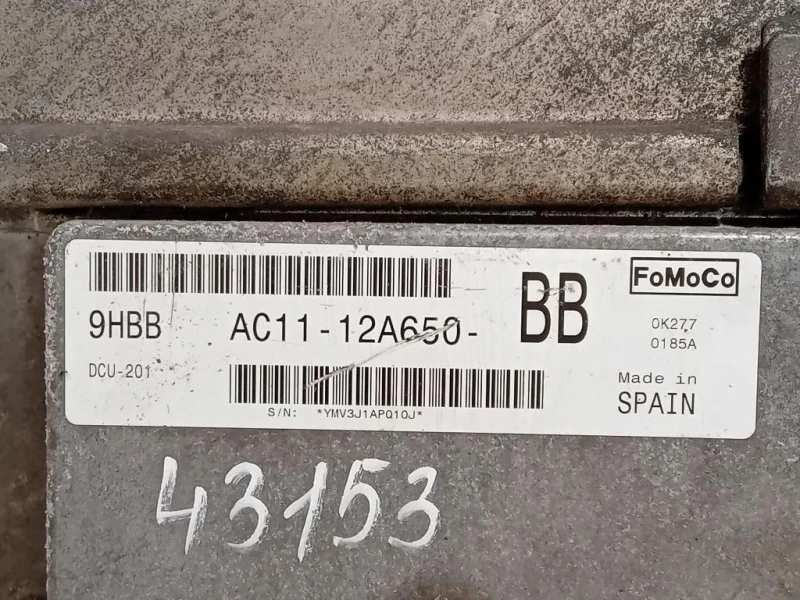 9HBB AC11-12A650- BB FoMoCo
0K277
0185A
DCU-201
Made in
SPAIN
S/N: *YMV3J1APQ10J*
43153